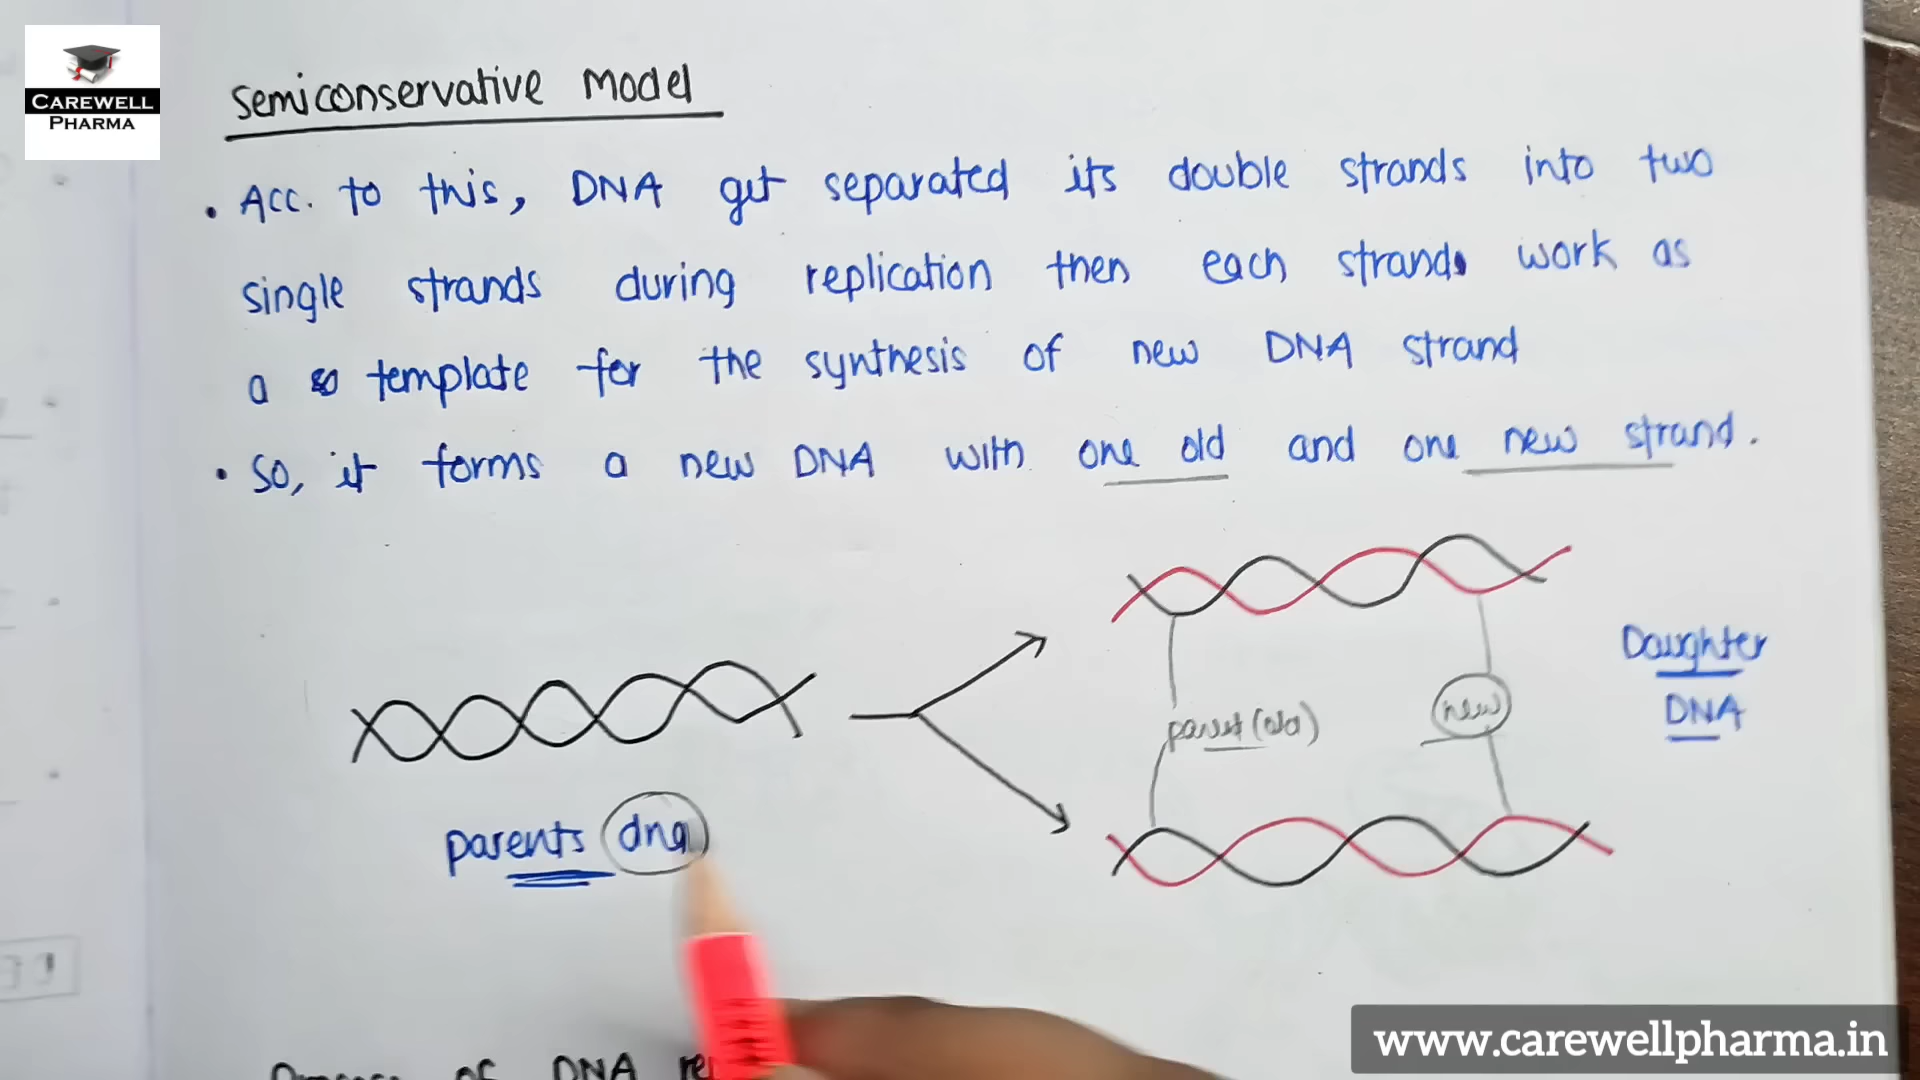 CAREWELL
PHARMA
Semiconservative Model
• Acc. to this, DNA get separated its double strands into two
single strands during replication then each strands work as
a template for the synthesis of new DNA strand
• So, it forms a new DNA with one old and one new strand.
parent (old)
new
Daughter
DNA
parents dna
of DNA
www.carewellpharma.in